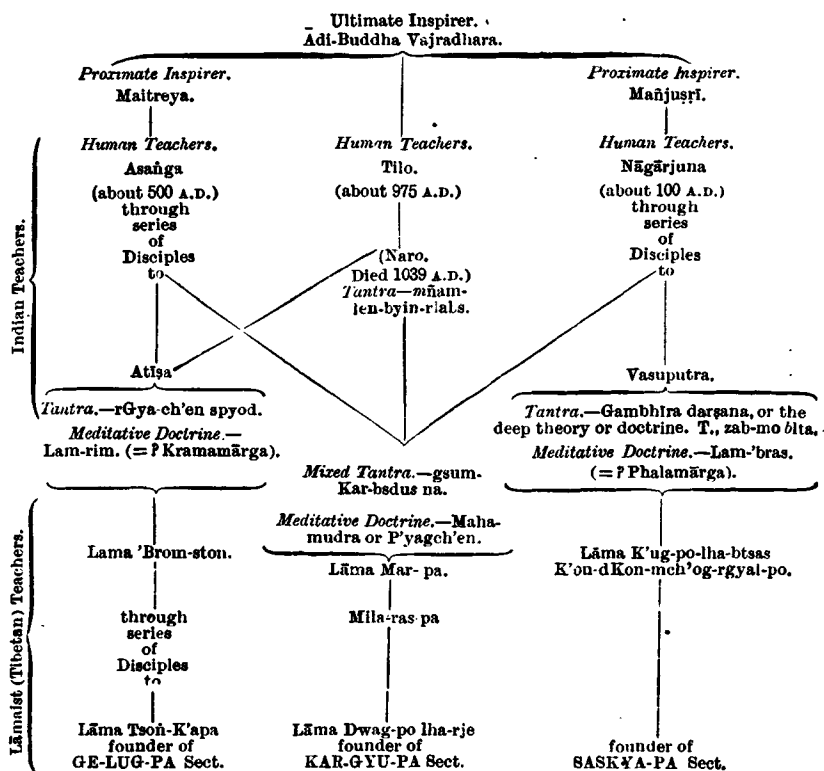 Ultimate Inspirer.
Ādi-Buddha Vajradhara.
Proximate Inspirer.
Maitreya.
Proximate Inspirer.
Mañjuṣrī.
Indian Teachers.
Human Teachers.
Asaṅga
(about 500 A.D.)
through
series
of
Disciples
to
Human Teachers.
Tilo.
(about 975 A.D.)
(Naro.
Died 1039 A.D.)
Tantra—mñam-
len-byin-rlabs.
Human Teachers.
Nāgārjuna
(about 100 A.D.)
through
series
of
Disciples
to
Atīṣa
Tantra.—rGya-ch'en spyod.
Meditative Doctrine.—
Lam-rim. (= ? Kramamārga).
Mixed Tantra.—gsum-
Kar-bsdus na.
Meditative Doctrine.—Maha-
mudra or P'yagch'en.
Vasuputra.
Tantra.—Gambhīra darṣana, or the
deep theory or doctrine. T., zab-mo blta.
Meditative Doctrine.—Lam-'bras.
(= ? Phalamārga).
Lāmaist (Tibetan) Teachers.
Lama 'Brom-ston.
through
series
of
Disciples
to
Lāma Tsoṅ-K'apa
founder of
GE-LUG-PA Sect.
Lāma Mar-pa.
Mila-ras pa
Lāma Dwag-po lha-rje
founder of
KAR-GYU-PA Sect.
Lāma K'ug-po-lha-btsas
K'on-dKon-mch'og-rgyal-po.
founder of
SASKYA-PA Sect.